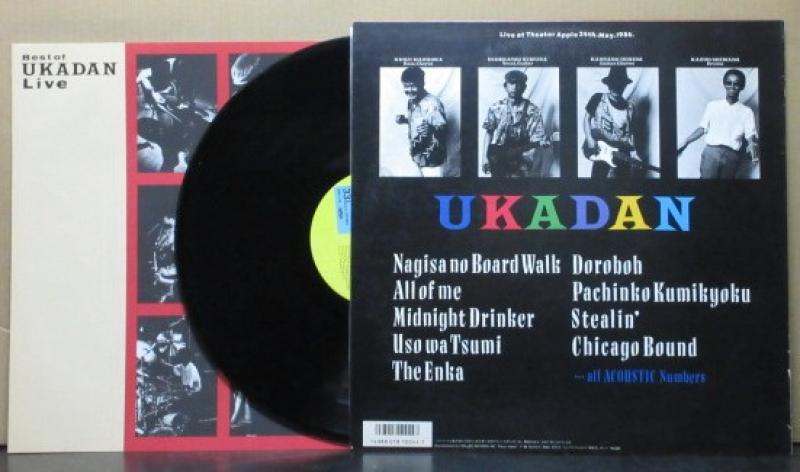 Best of
UKADAN
Live
Live at Theater Apple 24th. May. 1986.
UKADAN
Nagisa no Board Walk
All of me
Midnight Drinker
Uso wa Tsumi
The Enka
Doroboh
Pachinko Kumikyoku
Stealin'
Chicago Bound
all ACOUSTIC Numbers
33